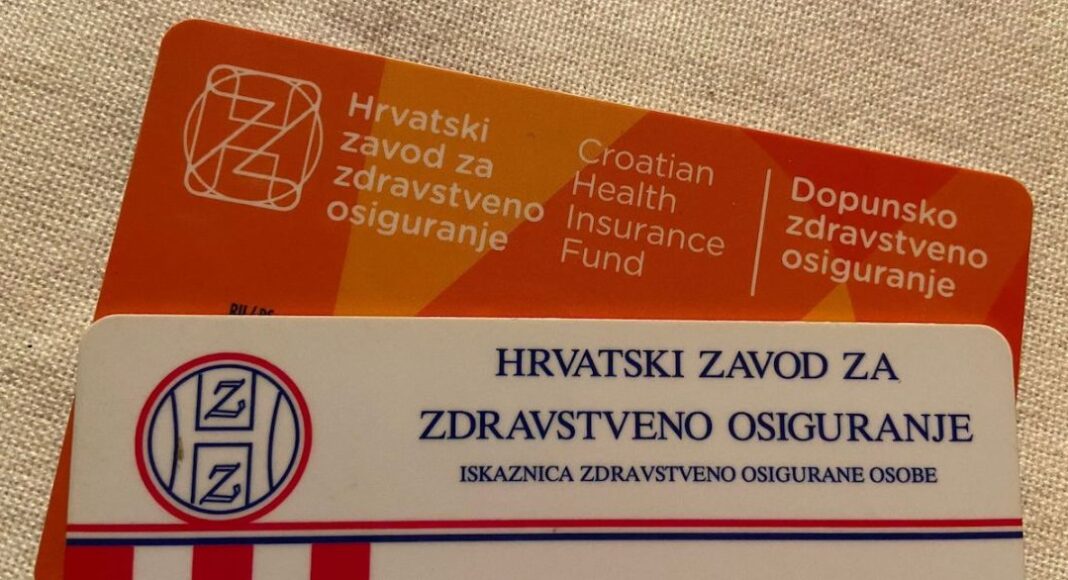 Hrvatski
zavod za
zdravstveno
osiguranje
Croatian
Health
Insurance
Fund
Dopunsko
zdravstveno
osiguranje
HRVATSKI ZAVOD ZA
ZDRAVSTVENO OSIGURANJE
ISKAZNICA ZDRAVSTVENO OSIGURANE OSOBE